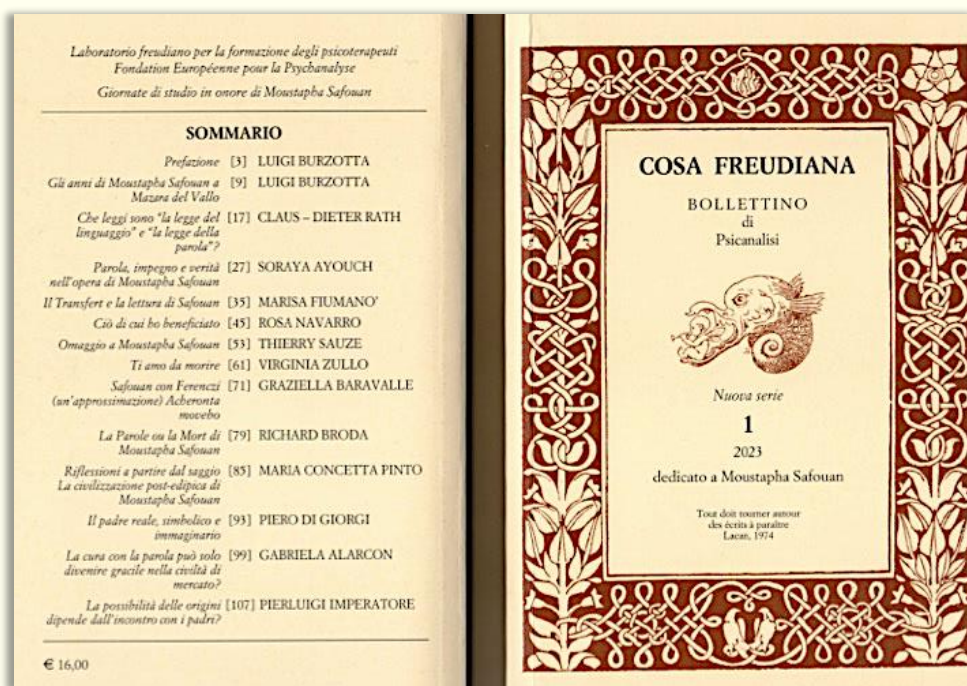 Laboratorio freudiano per la formazione degli psicoterapeuti
Fondation Européenne pour la Psychanalyse
Giornate di studio in onore di Moustapha Safouan
SOMMARIO
Prefazione [3] LUIGI BURZOTTA
Gli anni di Moustapha Safouan a [9] LUIGI BURZOTTA
Mazara del Vallo
Che leggi sono "la legge del [17] CLAUS – DIETER RATH
linguaggio" e "la legge della
parola"?
Parola, impegno e verità [27] SORAYA AYOUCH
nell'opera di Moustapha Safouan
Il Transfert e la lettura di Safouan [35] MARISA FIUMANO'
Ciò di cui ho beneficiato [45] ROSA NAVARRO
Omaggio a Moustapha Safouan [53] THIERRY SAUZE
Ti amo da morire [61] VIRGINIA ZULLO
Safouan con Ferenczi [71] GRAZIELLA BARAVALLE
(un'approssimazione) Acheronta
movebo
La Parole ou la Mort di [79] RICHARD BRODA
Moustapha Safouan
Riflessioni a partire dal saggio [85] MARIA CONCETTA PINTO
La civilizzazione post-edipica di
Moustapha Safouan
Il padre reale, simbolico e [93] PIERO DI GIORGI
immaginario
La cura con la parola può solo [99] GABRIELA ALARCON
divenire gracile nella civiltà di
mercato?
La possibilità delle origini [107] PIERLUIGI IMPERATORE
dipende dall'incontro con i padri?
€ 16,00
COSA FREUDIANA
BOLLETTINO
di
Psicanalisi
Nuova serie
1
2023
dedicato a Moustapha Safouan
Tout doit tourner autour
des écrits à paraître
Lacan, 1974